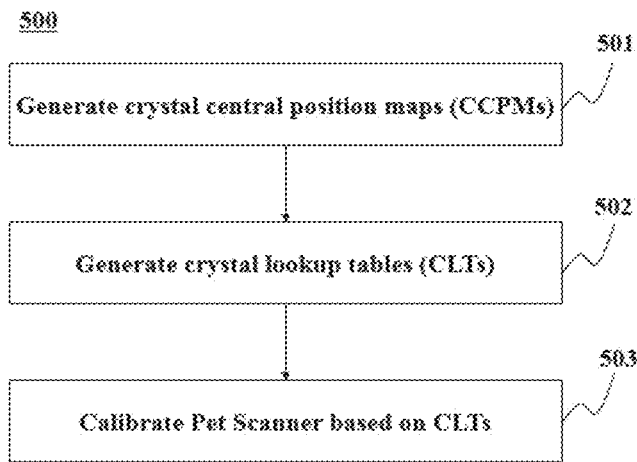 500
501
Generate crystal central position maps (CCPMs)
502
Generate crystal lookup tables (CLTs)
503
Calibrate Pet Scanner based on CLTs